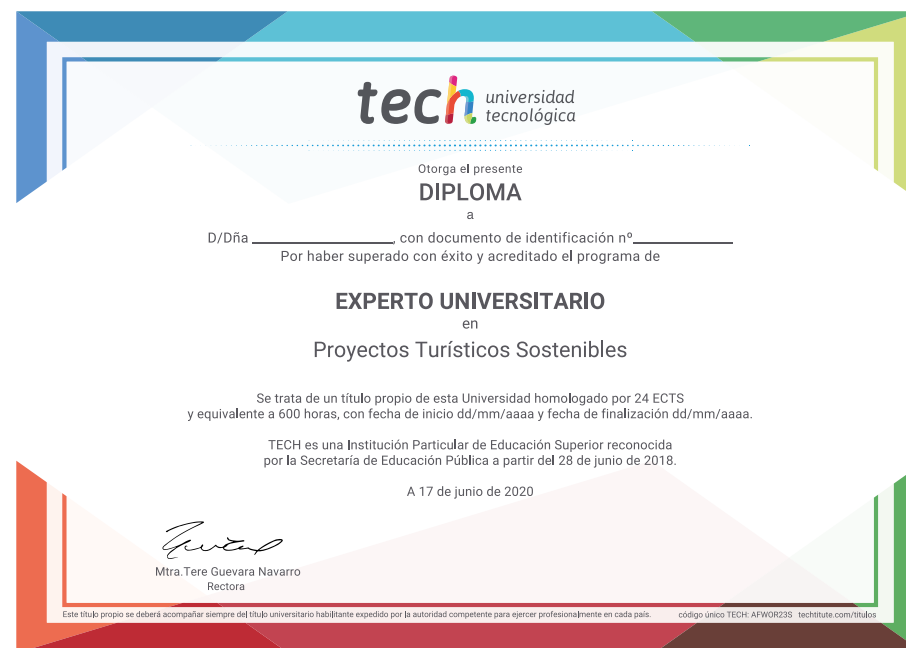 tech universidad
tecnológica
Otorga el presente
DIPLOMA
a
D/Dña ____________, con documento de identificación nº____________
Por haber superado con éxito y acreditado el programa de
EXPERTO UNIVERSITARIO
en
Proyectos Turísticos Sostenibles
Se trata de un título propio de esta Universidad homologado por 24 ECTS
y equivalente a 600 horas, con fecha de inicio dd/mm/aaaa y fecha de finalización dd/mm/aaaa.
TECH es una Institución Particular de Educación Superior reconocida
por la Secretaría de Educación Pública a partir del 28 de junio de 2018.
A 17 de junio de 2020
Mtra.Tere Guevara Navarro
Rectora
Este título propio se deberá acompañar siempre del título universitario habilitante expedido por la autoridad competente para ejercer profesionalmente en cada país. código único TECH: AFWOR23S techtitute.com/titulos